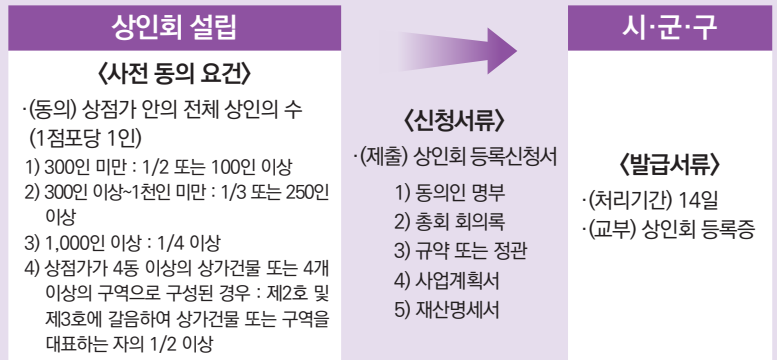 상인회 설립
〈사전 동의 요건〉
·(동의) 상점가 안의 전체 상인의 수
(1점포당 1인)
1) 300인 미만 : 1/2 또는 100인 이상
2) 300인 이상~1천인 미만 : 1/3 또는 250인
이상
3) 1,000인 이상 : 1/4 이상
4) 상점가가 4동 이상의 상가건물 또는 4개
이상의 구역으로 구성된 경우 : 제2호 및
제3호에 갈음하여 상가건물 또는 구역을
대표하는 자의 1/2 이상
〈신청서류〉
·(제출) 상인회 등록신청서
1) 동의인 명부
2) 총회 회의록
3) 규약 또는 정관
4) 사업계획서
5) 재산명세서
시·군·구
〈발급서류〉
·(처리기간) 14일
·(교부) 상인회 등록증